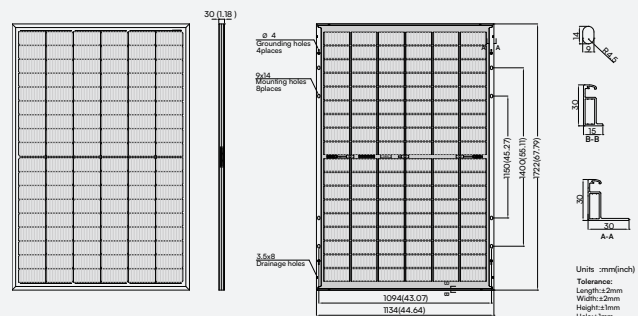 30 (1.18 )
Ø 4
Grounding holes
4places
9x14
Mounting holes
8places
3.5x8
Drainage holes
A
A
B
B
1150(45.27)
1400(55.11)
1722(67.79)
1094(43.07)
1134(44.64)
14
9
R4.5
30
15
B-B
30
30
A-A
Units :mm(inch)
Tolerance:
Length:±2mm
Width:±2mm
Height:±1mm
Hole:±1mm